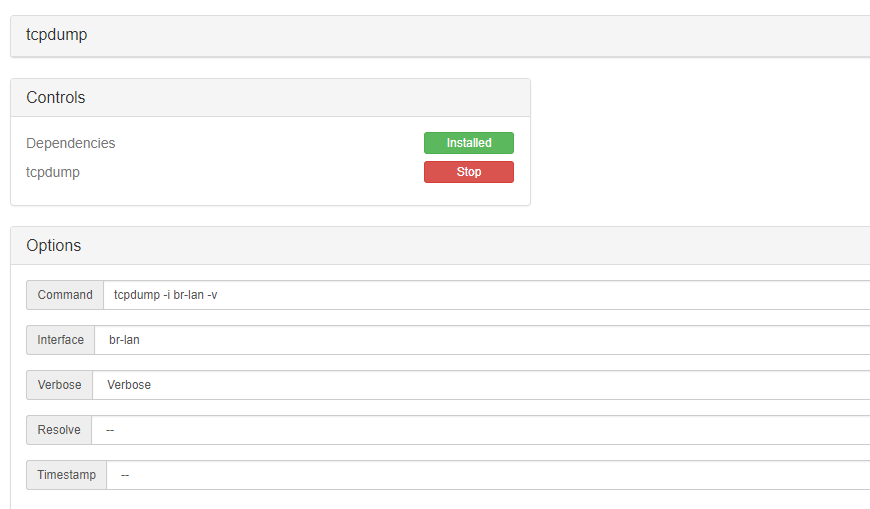 tcpdump
Controls
Dependencies Installed
tcpdump Stop
Options
Command tcpdump -i br-lan -v
Interface br-lan
Verbose Verbose
Resolve --
Timestamp --